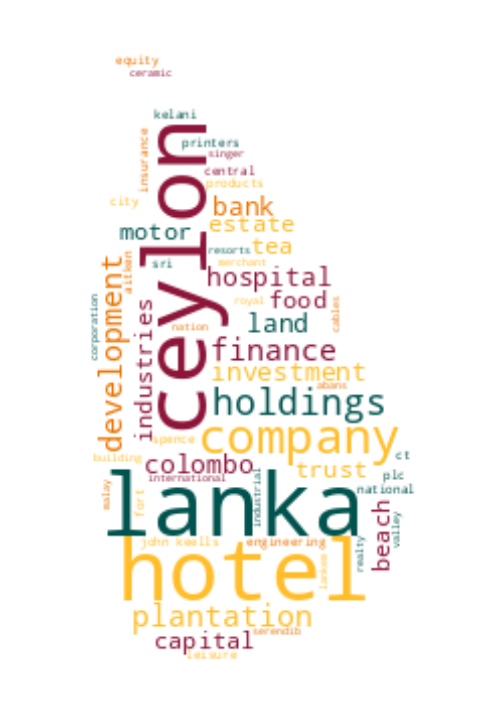 equity
ceramic
kelani
insurance
printers
singer
ceylon
central
products
city
bank
motor
estate
resorts
tea
development
aitken
sri
merchant
hospital
corporation
industries
royal
food
cables
nation
land
finance
investment
abans
holdings
spence
company
building
colombo
trust
ct
international
plc
malay
fort
lanka
industrial
national
beach
valley
john keells
engineering
hotel
lankem
realty
plantation
serendib
capital
leisure